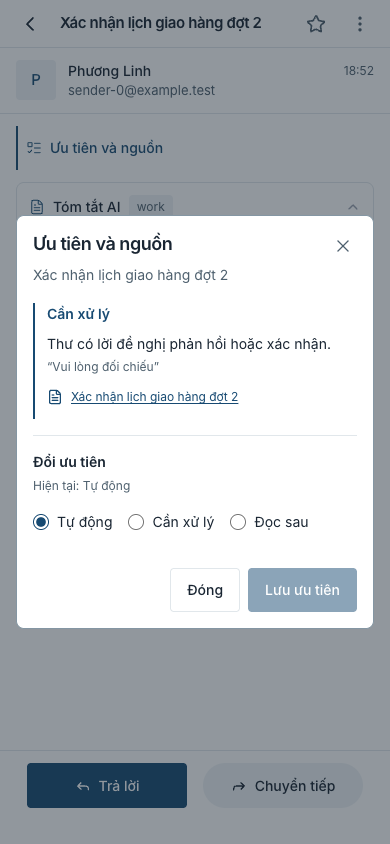 Xác nhận lịch giao hàng đợt 2
P
Phương Linh
18:52
sender-0@example.test
Ưu tiên và nguồn
Tóm tắt AI work
Ưu tiên và nguồn
Xác nhận lịch giao hàng đợt 2
Cần xử lý
Thư có lời đề nghị phản hồi hoặc xác nhận.
“Vui lòng đối chiếu”
Xác nhận lịch giao hàng đợt 2
Đổi ưu tiên
Hiện tại: Tự động
Tự động Cần xử lý Đọc sau
Đóng Lưu ưu tiên
Trả lời Chuyển tiếp